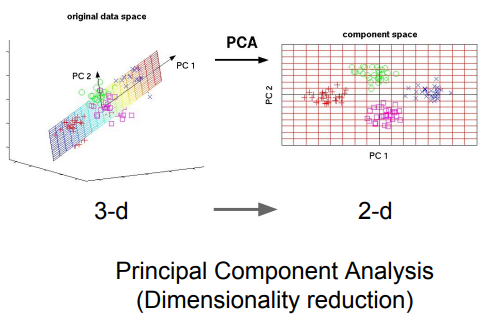 original data space
PCA
component space
PC 2
PC 1
PC 2
PC 1
3-d
2-d
Principal Component Analysis
(Dimensionality reduction)